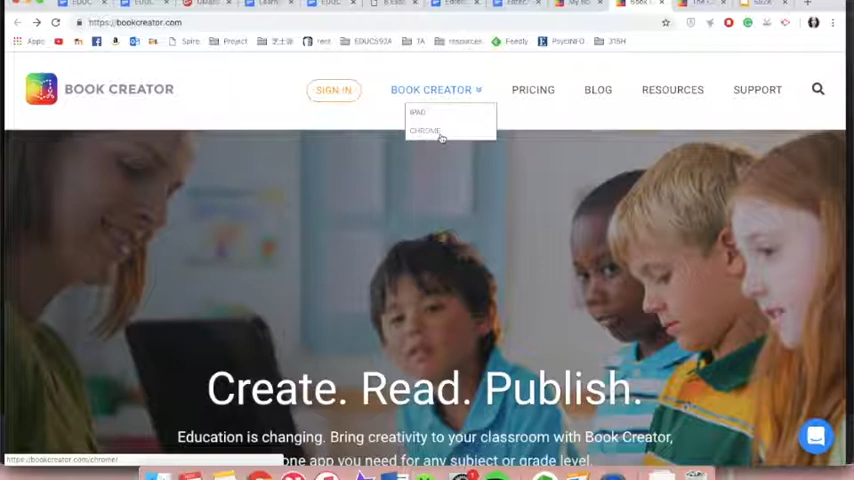 https://bookcreator.com
Apps
Spire
Project
EDUC592A
TA
resources
Feedly
PsycINFO
315H
BOOK CREATOR
SIGN IN
BOOK CREATOR
PRICING
BLOG
RESOURCES
SUPPORT
IPAD
CHROME
Create. Read. Publish.
Education is changing. Bring creativity to your classroom with Book Creator,
one app you need for any subject or grade level.
https://bookcreator.com/chrome/